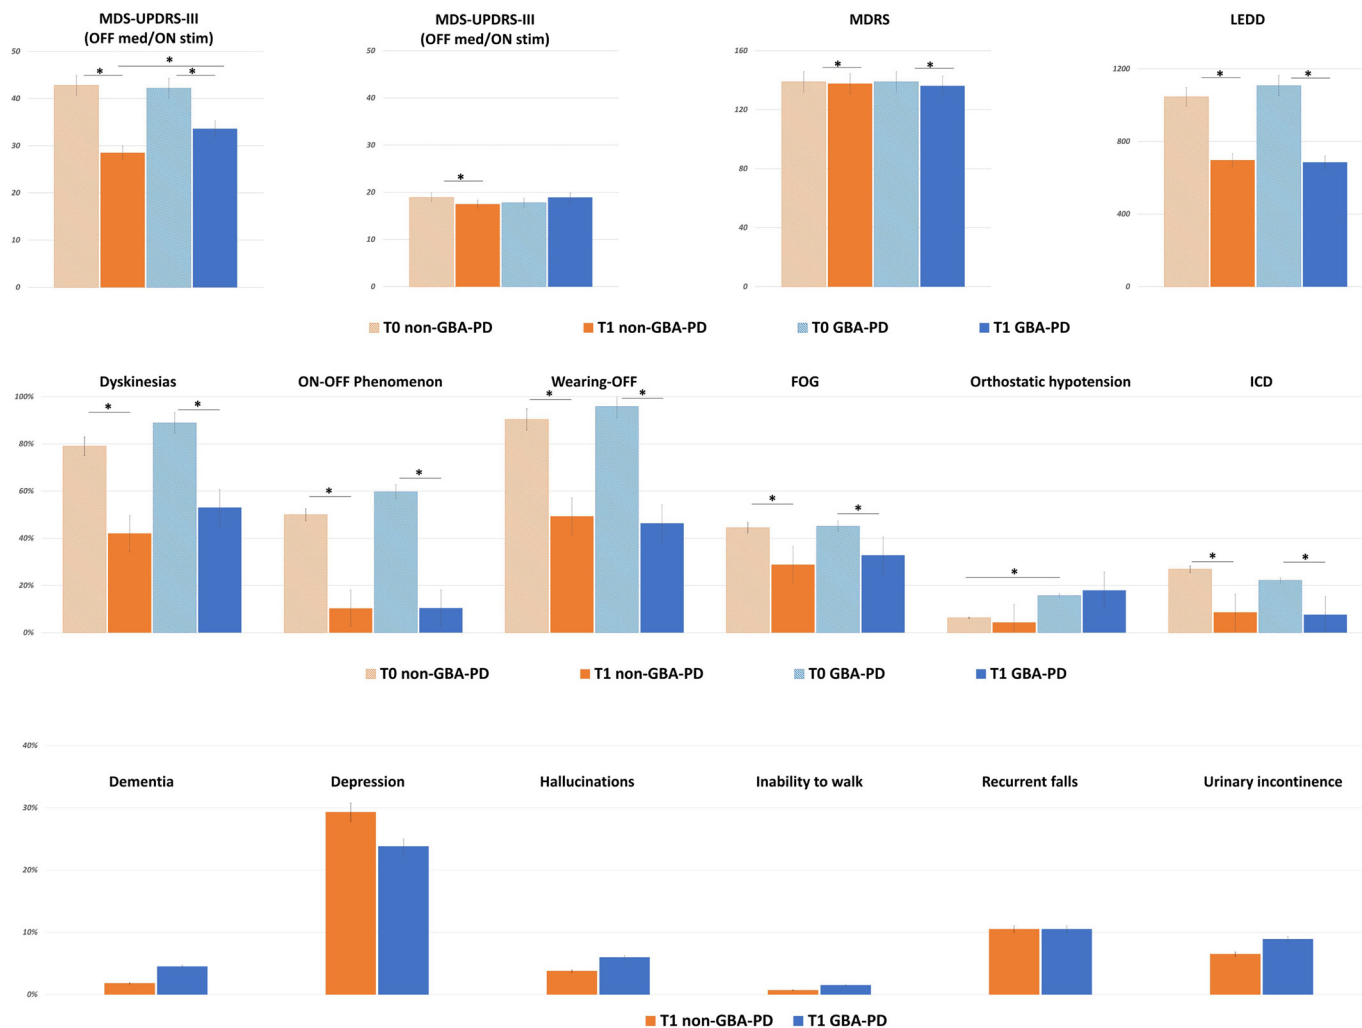 MDS-UPDRS-III
(OFF med/ON stim)
MDS-UPDRS-III
(OFF med/ON stim)
MDRS
LEDD
50
40
30
20
10
0
* * *
50
40
30
20
10
0
*
160
120
80
40
0
* *
1200
800
400
0
* *
T0 non-GBA-PD T1 non-GBA-PD T0 GBA-PD T1 GBA-PD
Dyskinesias ON-OFF Phenomenon Wearing-OFF FOG Orthostatic hypotension ICD
100%
80%
60%
40%
20%
0%
* * * * * * * * * * *
T0 non-GBA-PD T1 non-GBA-PD T0 GBA-PD T1 GBA-PD
40%
30%
20%
10%
0%
Dementia Depression Hallucinations Inability to walk Recurrent falls Urinary incontinence
T1 non-GBA-PD T1 GBA-PD